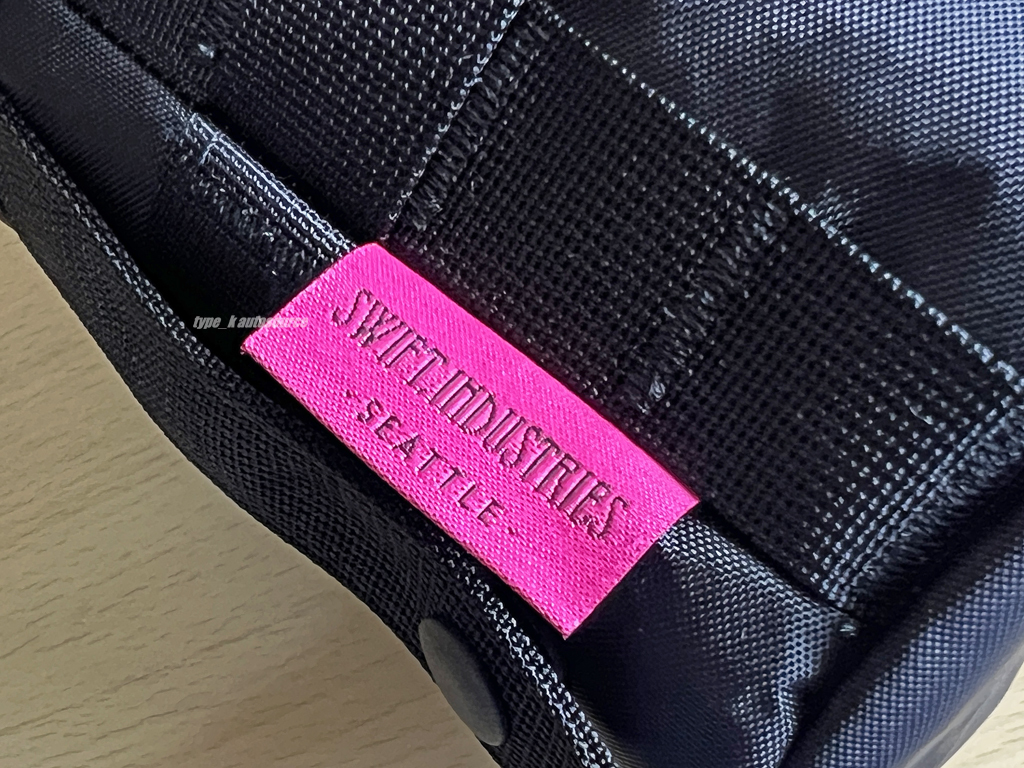 type_k autosource
SWIFT INDUSTRIES
·SEATTLE·